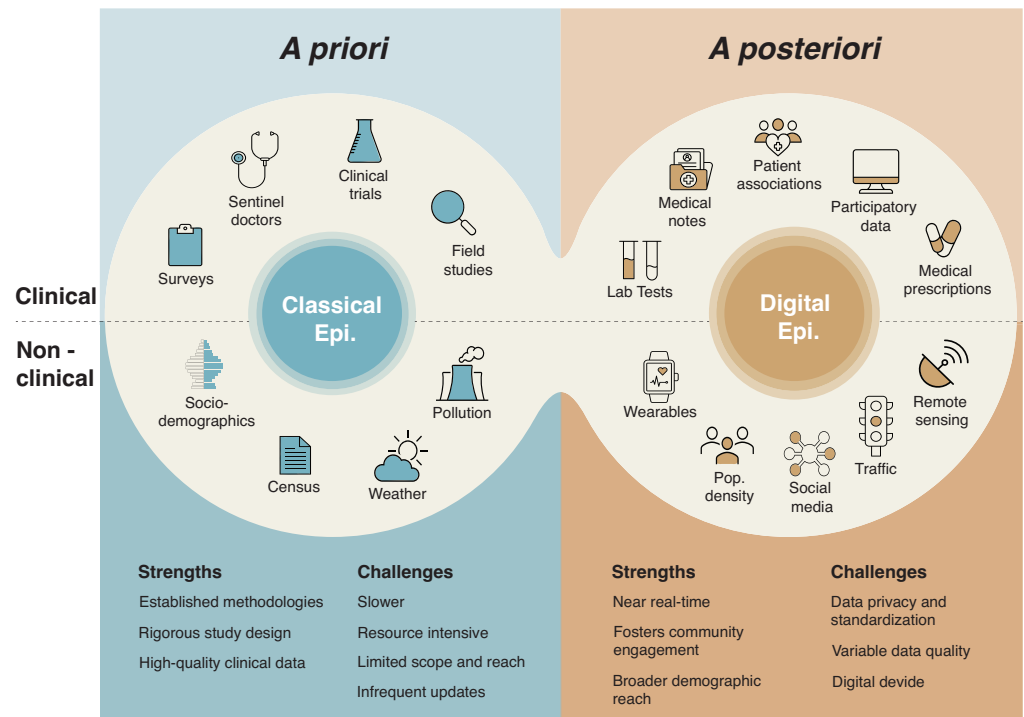 A priori
A posteriori
Clinical
Non -
clinical
Classical
Epi.
Surveys
Sentinel
doctors
Clinical
trials
Field
studies
Socio-
demographics
Census
Weather
Pollution
Digital
Epi.
Lab Tests
Medical
notes
Patient
associations
Participatory
data
Medical
prescriptions
Wearables
Pop.
density
Social
media
Traffic
Remote
sensing
Strengths
Established methodologies
Rigorous study design
High-quality clinical data
Challenges
Slower
Resource intensive
Limited scope and reach
Infrequent updates
Strengths
Near real-time
Fosters community
engagement
Broader demographic
reach
Challenges
Data privacy and
standardization
Variable data quality
Digital devide